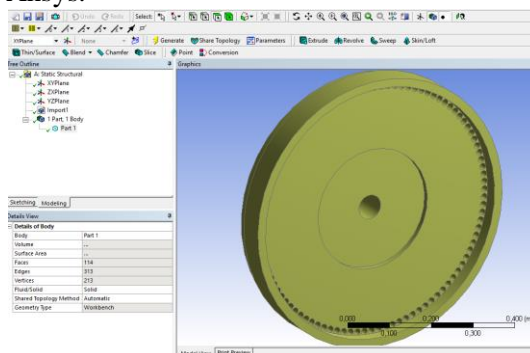 Ansys.
Undo Redo Select:
XYPlane None Generate Share Topology Parameters Extrude Revolve Sweep Skin/Loft
Thin/Surface Blend Chamfer Slice Point Conversion
Tree Outline
A: Static Structural
XYPlane
ZXPlane
YZPlane
Import1
1 Part, 1 Body
Part 1
Sketching Modeling
Details View
Details of Body
Body Part 1
Volume ...
Surface Area ...
Faces 114
Edges 313
Vertices 213
Fluid/Solid Solid
Shared Topology Method Automatic
Geometry Type Workbench
Graphics
0,000 0,200 0,400 (m
0,100 0,300
Model View Print Preview